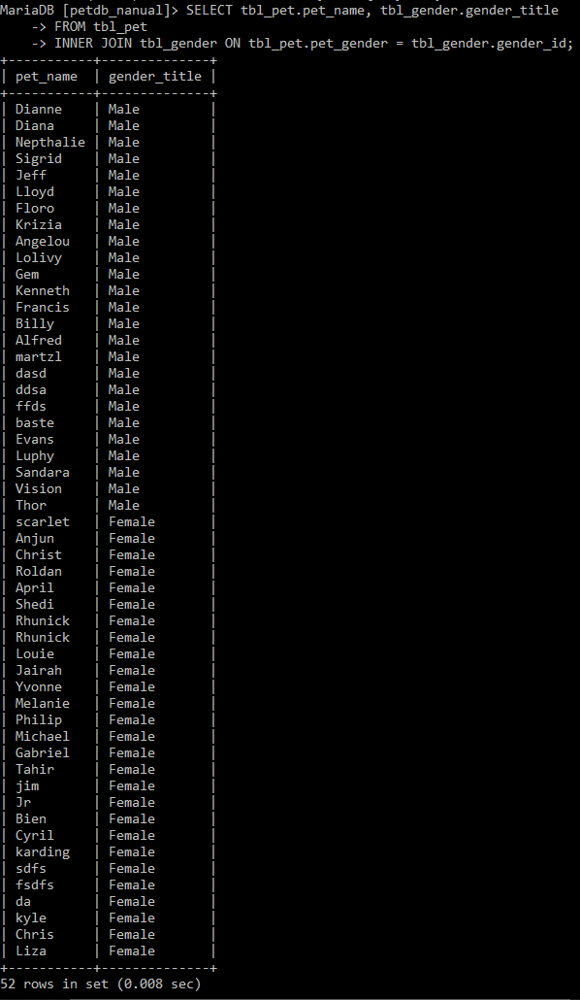 MariaDB [petdb_nanual]> SELECT tbl_pet.pet_name, tbl_gender.gender_title
    -> FROM tbl_pet
    -> INNER JOIN tbl_gender ON tbl_pet.pet_gender = tbl_gender.gender_id;
+-----------+--------------+
| pet_name  | gender_title |
+-----------+--------------+
| Dianne    | Male         |
| Diana     | Male         |
| Nepthalie | Male         |
| Sigrid    | Male         |
| Jeff      | Male         |
| Lloyd     | Male         |
| Floro     | Male         |
| Krizia    | Male         |
| Angelou   | Male         |
| Lolivy    | Male         |
| Gem       | Male         |
| Kenneth   | Male         |
| Francis   | Male         |
| Billy     | Male         |
| Alfred    | Male         |
| martzl    | Male         |
| dasd      | Male         |
| ddsa      | Male         |
| ffds      | Male         |
| baste     | Male         |
| Evans     | Male         |
| Luphy     | Male         |
| Sandara   | Male         |
| Vision    | Male         |
| Thor      | Male         |
| scarlet   | Female       |
| Anjun     | Female       |
| Christ    | Female       |
| Roldan    | Female       |
| April     | Female       |
| Shedi     | Female       |
| Rhunick   | Female       |
| Rhunick   | Female       |
| Louie     | Female       |
| Jairah    | Female       |
| Yvonne    | Female       |
| Melanie   | Female       |
| Philip    | Female       |
| Michael   | Female       |
| Gabriel   | Female       |
| Tahir     | Female       |
| jim       | Female       |
| Jr        | Female       |
| Bien      | Female       |
| Cyril     | Female       |
| karding   | Female       |
| sdfs      | Female       |
| fsdfs     | Female       |
| da        | Female       |
| kyle      | Female       |
| Chris     | Female       |
| Liza      | Female       |
+-----------+--------------+
52 rows in set (0.008 sec)